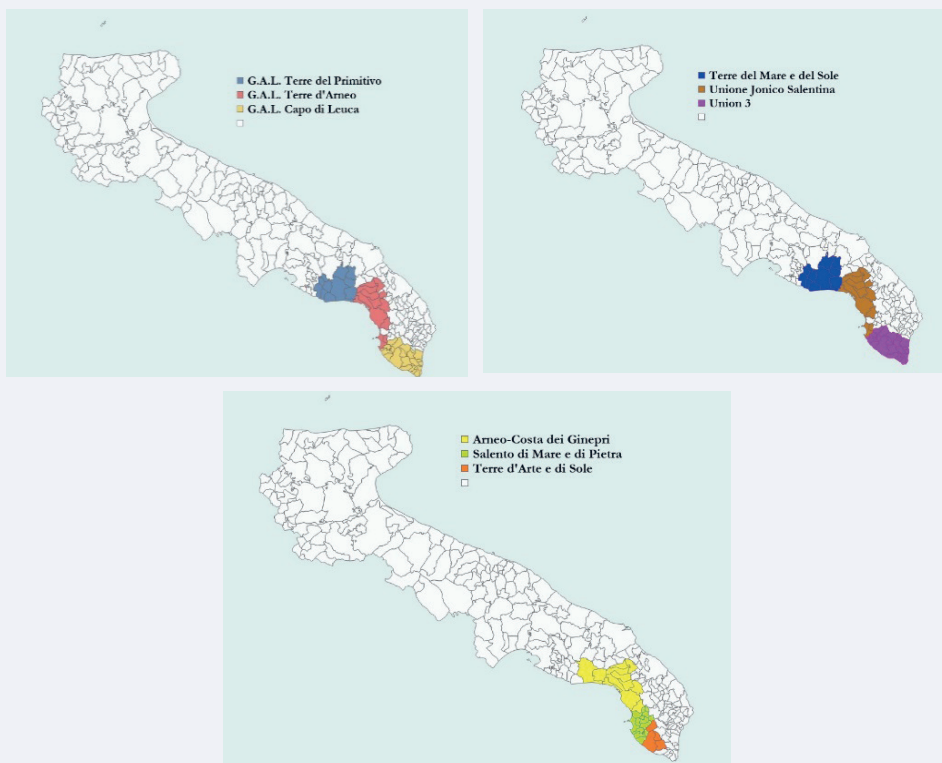 G.A.L. Terre del Primitivo
G.A.L. Terre d'Arneo
G.A.L. Capo di Leuca
Terre del Mare e del Sole
Unione Jonico Salentina
Union 3
Arneo-Costa dei Ginepri
Salento di Mare e di Pietra
Terre d'Arte e di Sole